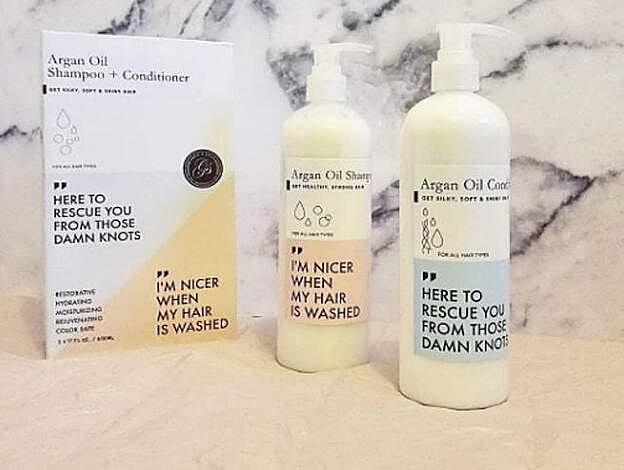 Argan Oil
Shampoo + Conditioner
GET SILKY, SOFT & SHINY HAIR
FOR ALL HAIR TYPES
"
HERE TO
RESCUE YOU
FROM THOSE
DAMN KNOTS
RESTORATIVE
HYDRATING
MOISTURIZING
REJUVENATING
COLOR SAFE
"
I'M NICER
WHEN
MY HAIR
IS WASHED
Argan Oil Sham
GET HEALTHY, STRONG HAIR
FOR ALL HAIR TYPES
"
I'M NICER
WHEN
MY HAIR
IS WASHED
Argan Oil Cond
GET SILKY, SOFT & SHINY
FOR ALL HAIR TYPES
"
HERE TO
RESCUE YOU
FROM THOSE
DAMN KNOTS